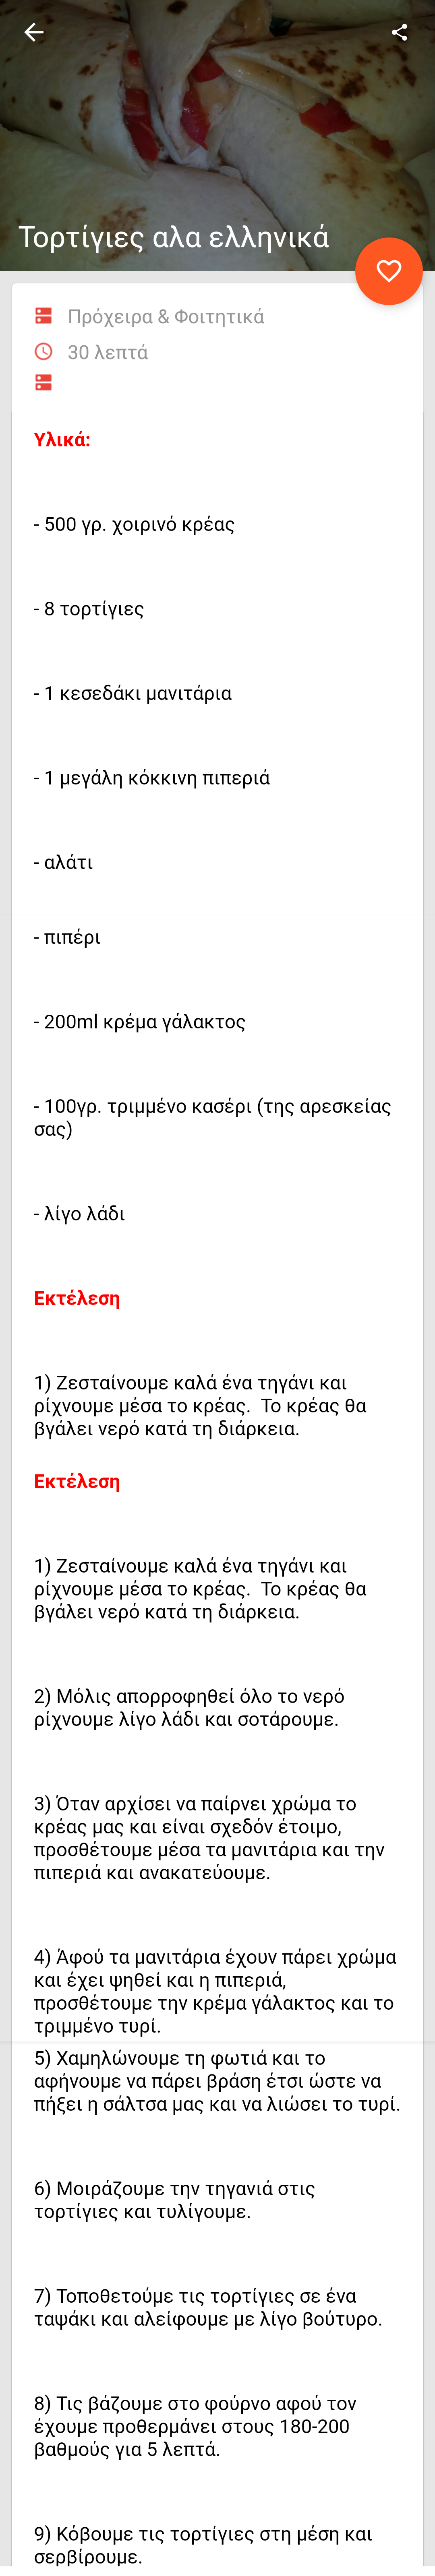 Τορτίγιες αλα ελληνικά
Πρόχειρα & Φοιτητικά
30 λεπτά
Υλικά:
- 500 γρ. χοιρινό κρέας
- 8 τορτίγιες
- 1 κεσεδάκι μανιτάρια
- 1 μεγάλη κόκκινη πιπεριά
- αλάτι
- πιπέρι
- 200ml κρέμα γάλακτος
- 100γρ. τριμμένο κασέρι (της αρεσκείας
σας)
- λίγο λάδι
Εκτέλεση
1) Ζεσταίνουμε καλά ένα τηγάνι και
ρίχνουμε μέσα το κρέας.  Το κρέας θα
βγάλει νερό κατά τη διάρκεια.
Εκτέλεση
1) Ζεσταίνουμε καλά ένα τηγάνι και
ρίχνουμε μέσα το κρέας.  Το κρέας θα
βγάλει νερό κατά τη διάρκεια.
2) Μόλις απορροφηθεί όλο το νερό
ρίχνουμε λίγο λάδι και σοτάρουμε.
3) Όταν αρχίσει να παίρνει χρώμα το
κρέας μας και είναι σχεδόν έτοιμο,
προσθέτουμε μέσα τα μανιτάρια και την
πιπεριά και ανακατεύουμε.
4) Άφού τα μανιτάρια έχουν πάρει χρώμα
και έχει ψηθεί και η πιπεριά,
προσθέτουμε την κρέμα γάλακτος και το
τριμμένο τυρί.
5) Χαμηλώνουμε τη φωτιά και το
αφήνουμε να πάρει βράση έτσι ώστε να
πήξει η σάλτσα μας και να λιώσει το τυρί.
6) Μοιράζουμε την τηγανιά στις
τορτίγιες και τυλίγουμε.
7) Τοποθετούμε τις τορτίγιες σε ένα
ταψάκι και αλείφουμε με λίγο βούτυρο.
8) Τις βάζουμε στο φούρνο αφού τον
έχουμε προθερμάνει στους 180-200
βαθμούς για 5 λεπτά.
9) Κόβουμε τις τορτίγιες στη μέση και
σερβίρουμε.